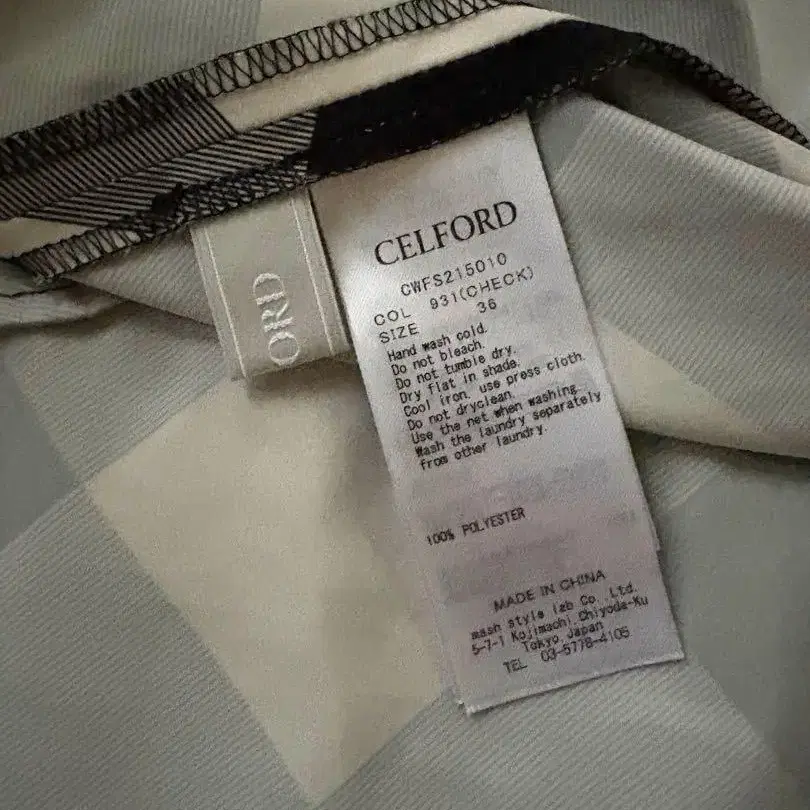 CELFORD
CWFS215010
COL 931(CHECK)
SIZE 36
Hand wash cold.
Do not bleach.
Do not tumble dry.
Dry flat in shade.
Cool iron, use press cloth.
Do not dryclean.
Use the net when washing.
Wash the laundry separately
from other laundry.
100% POLYESTER
MADE IN CHINA
mash style lab Co.,Ltd.
5-7-1 Kojimachi,Chiyoda-Ku
Tokyo,Japan
TEL 03-5778-4105
ORD